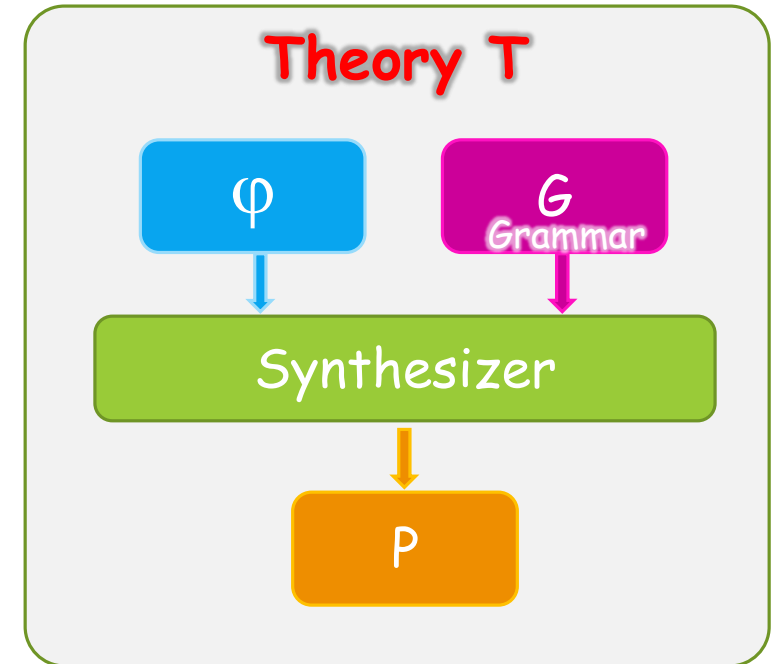 Theory T
φ
G
Grammar
Synthesizer
P